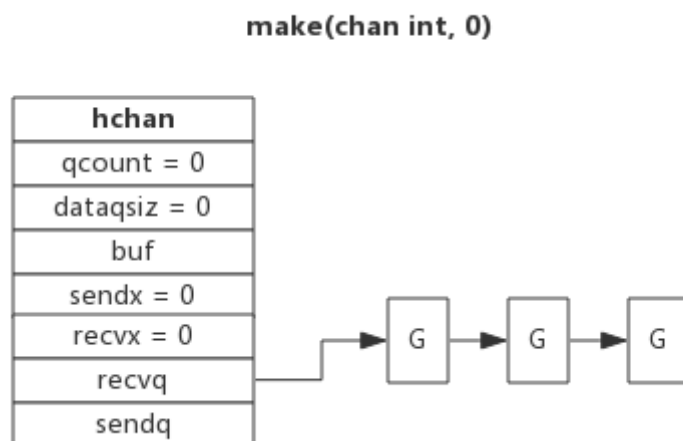 make(chan int, 0)
hchan
qcount = 0
dataqsiz = 0
buf
sendx = 0
recvx = 0
recvq
sendq
G
G
G